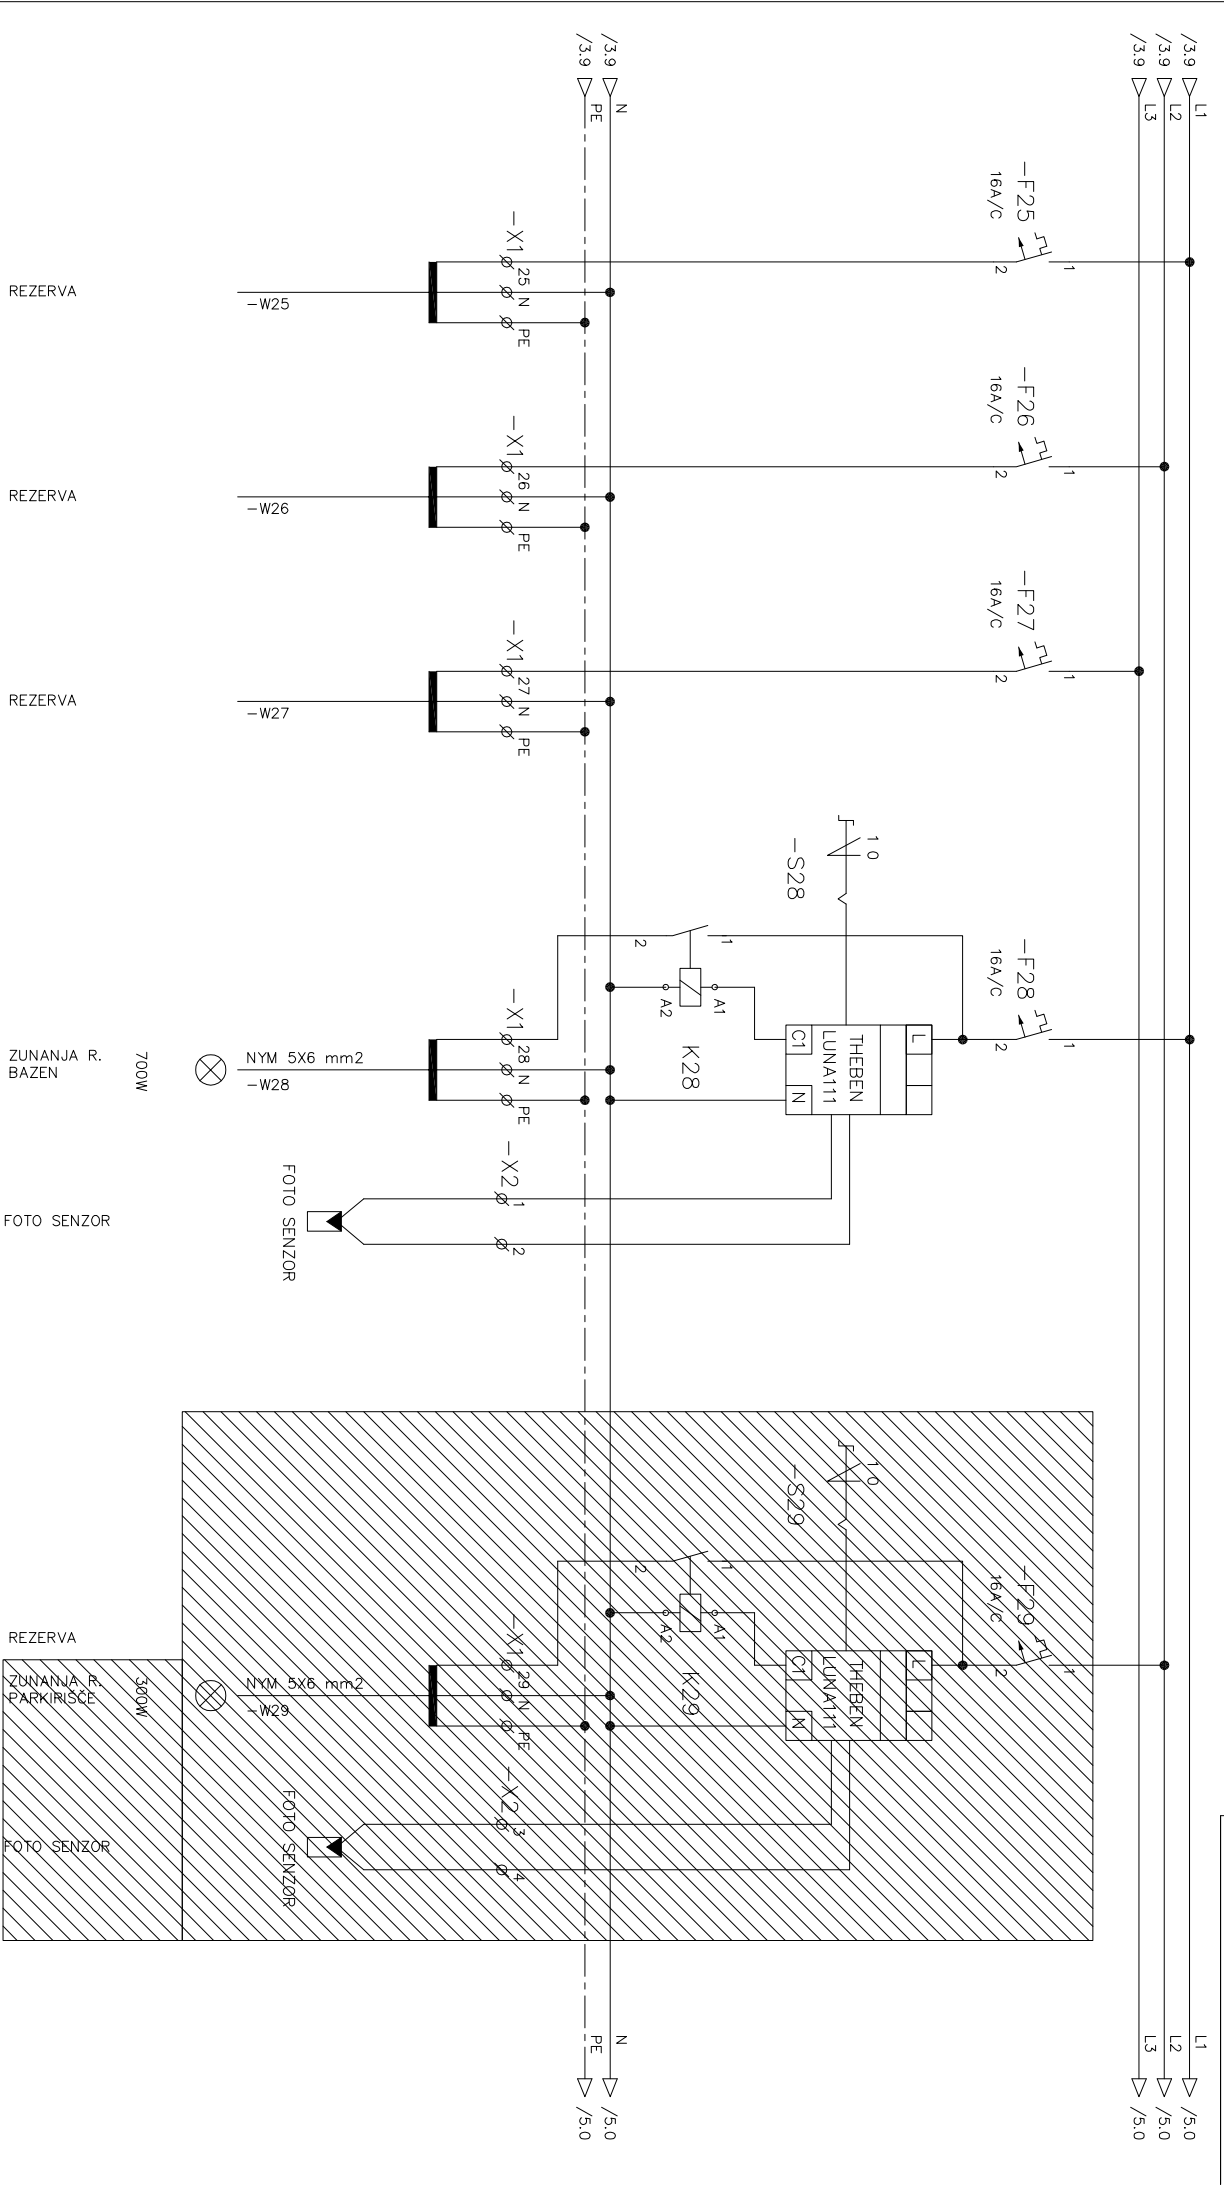 /3.9 L1
/3.9 L2
/3.9 L3
/3.9 N
/3.9 PE
-F25
16A/C
1
2
-X1 25 N PE
-W25
REZERVA
-F26
16A/C
1
2
-X1 26 N PE
-W26
REZERVA
-F27
16A/C
1
2
-X1 27 N PE
-W27
REZERVA
-F28
16A/C
1
2
1 0
-S28
L
THEBEN
LUNA111
C1 N
1
2
A1
A2
K28
-X1 28 N PE
NYM 5X6 mm2
-W28
700W
ZUNANJA R.
BAZEN
-X2 1 2
FOTO SENZOR
FOTO SENZOR
-F29
16A/C
1
2
1 0
-S29
L
THEBEN
LUNA111
C1 N
1
2
A1
A2
K29
-X1 29 N PE
NYM 5X6 mm2
-W29
300W
REZERVA
ZUNANJA R.
PARKIRIŠČE
-X2 3 4
FOTO SENZOR
FOTO SENZOR
L1 /5.0
L2 /5.0
L3 /5.0
N /5.0
PE /5.0